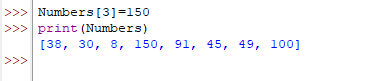 >>> Numbers[3]=150
>>> print(Numbers)
[38, 30, 8, 150, 91, 45, 49, 100]
>>>